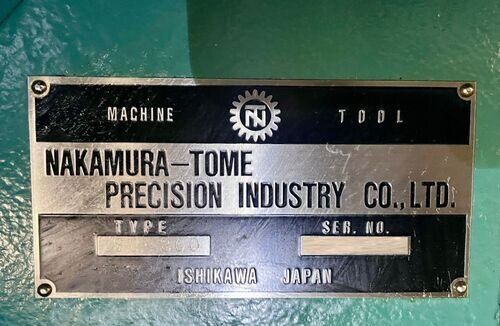 MACHINE TOOL
NAKAMURA-TOME
PRECISION INDUSTRY CO., LTD.
TYPE SER. NO.
ISHIKAWA JAPAN